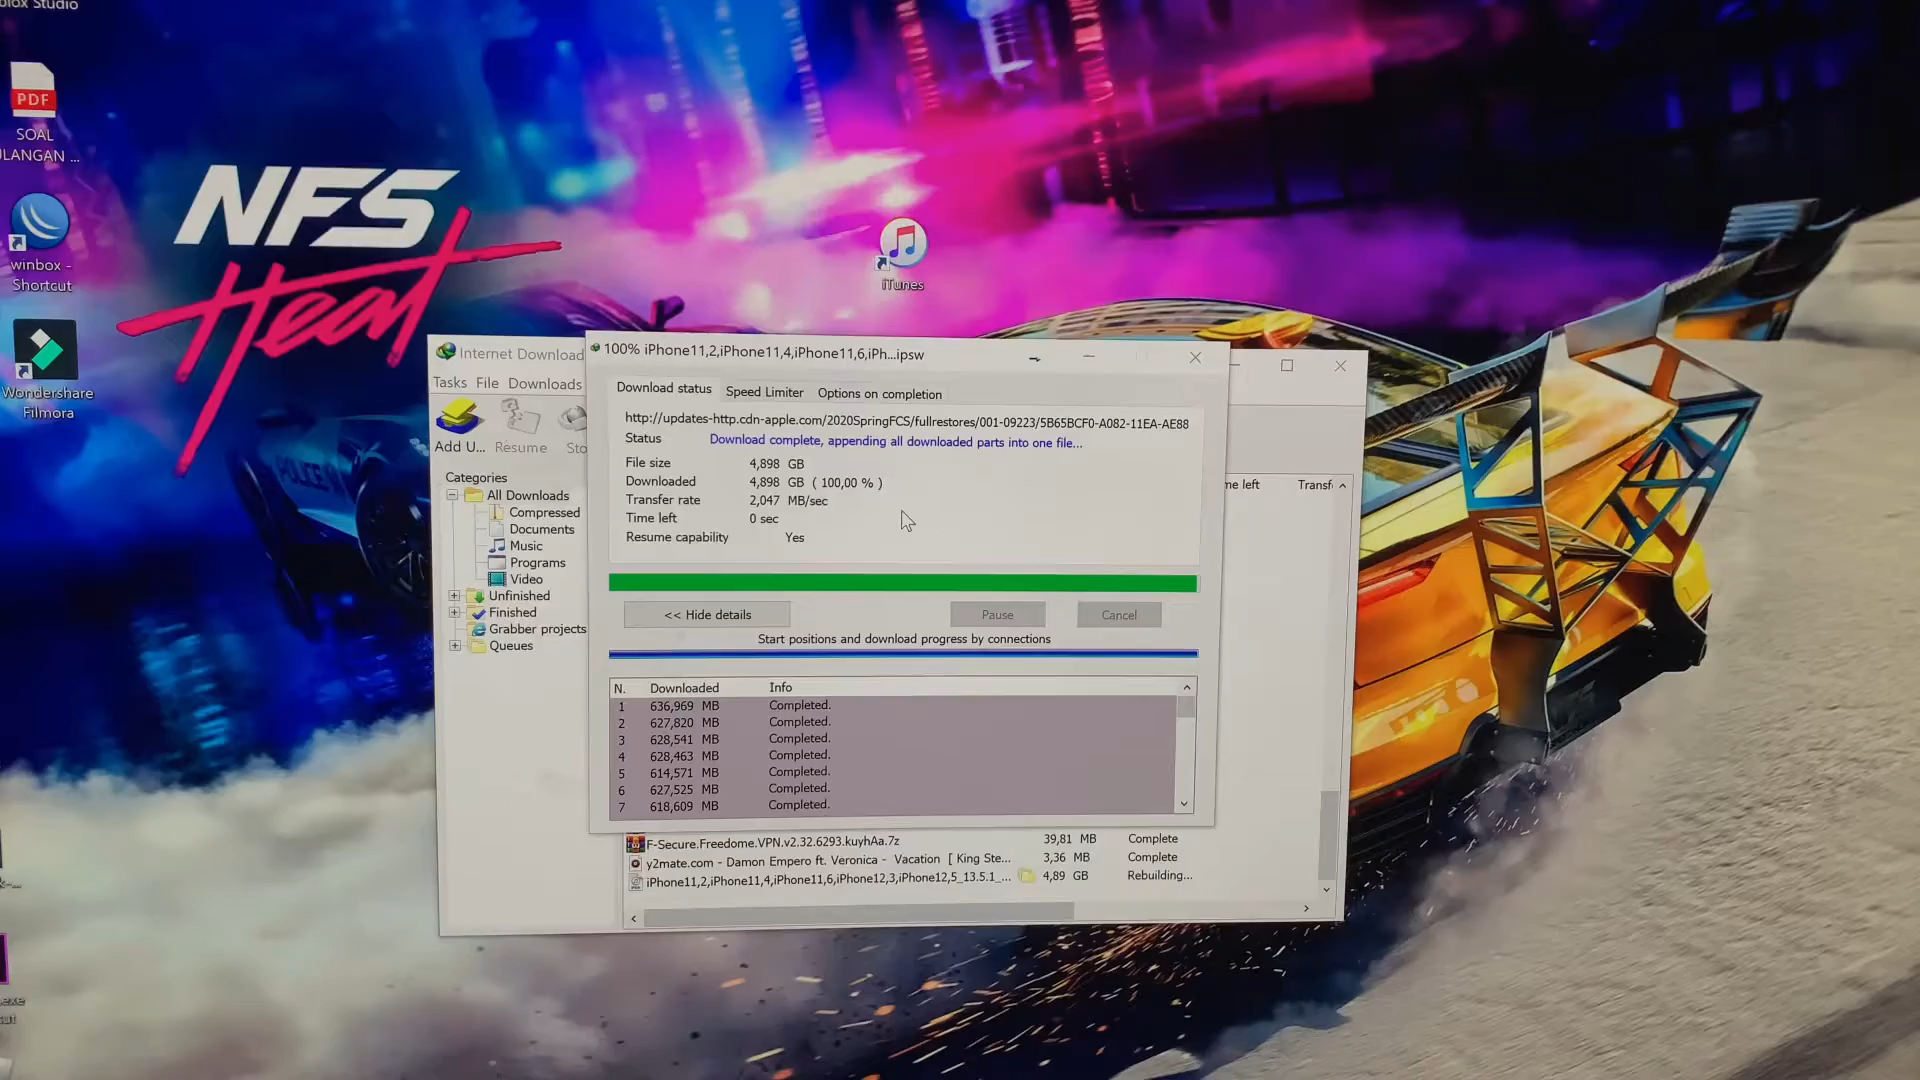 blox Studio
PDF
SOAL
JLANGAN ...
winbox -
Shortcut
Wondershare
Filmora
NFS
Heat
iTunes
POLICE
Internet Download
Tasks File Downloads
Add U... Resume Sto
Categories
All Downloads
Compressed
Documents
Music
Programs
Video
Unfinished
Finished
Grabber projects
Queues
100% iPhone11,2,iPhone11,4,iPhone11,6,iPh...ipsw
Download status Speed Limiter Options on completion
http://updates-http.cdn-apple.com/2020SpringFCS/fullrestores/001-09223/5B65BCF0-A082-11EA-AE88
Status Download complete, appending all downloaded parts into one file...
File size 4,898 GB
Downloaded 4,898 GB ( 100,00 % )
Transfer rate 2,047 MB/sec
Time left 0 sec
Resume capability Yes
<< Hide details Pause Cancel
Start positions and download progress by connections
N. Downloaded Info
1 636,969 MB Completed.
2 627,820 MB Completed.
3 628,541 MB Completed.
4 628,463 MB Completed.
5 614,571 MB Completed.
6 627,525 MB Completed.
7 618,609 MB Completed.
me left Transf
F-Secure.Freedome.VPN.v2.32.6293.kuyhAa.7z 39,81 MB Complete
y2mate.com - Damon Empero ft. Veronica - Vacation [ King Ste... 3,36 MB Complete
iPhone11,2,iPhone11,4,iPhone11,6,iPhone12,3,iPhone12,5_13.5.1_... 4,89 GB Rebuilding...
.exe
cut